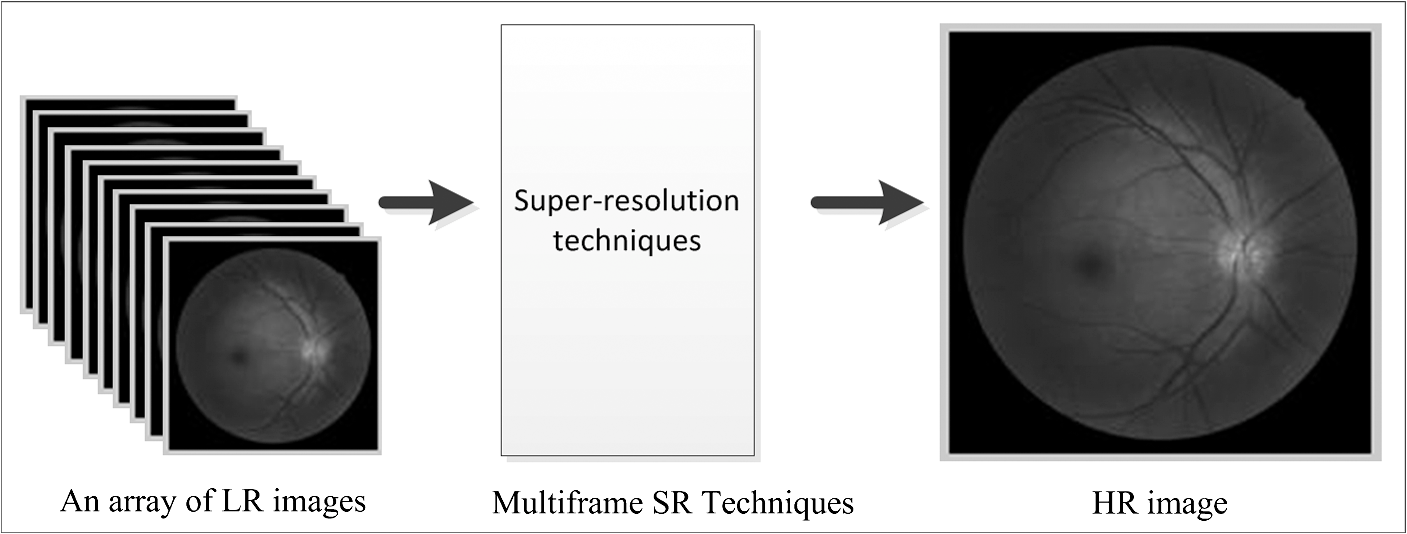 Super-resolution
techniques
An array of LR images
Multiframe SR Techniques
HR image